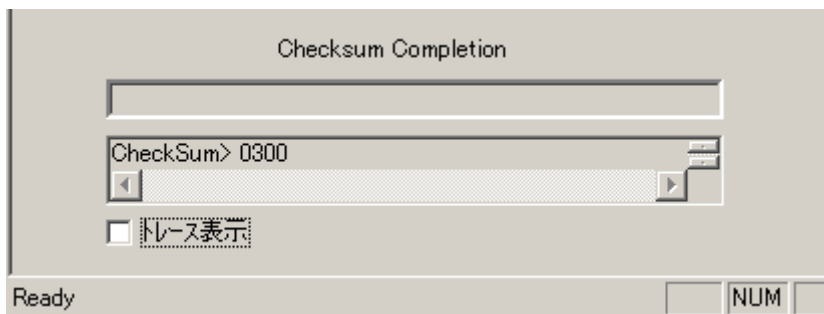 Checksum Completion
CheckSum> 0300
トレース表示
Ready
NUM